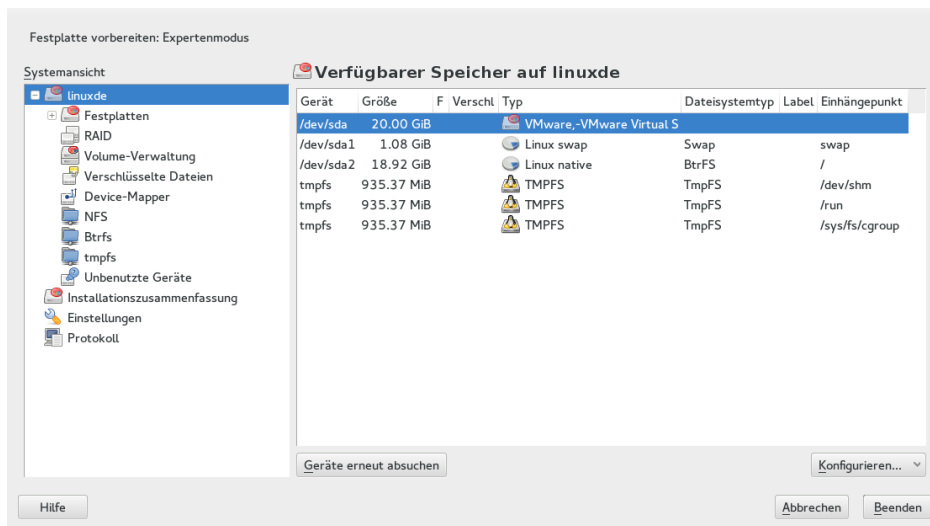 Festplatte vorbereiten: Expertenmodus
Systemansicht
linuxde
Festplatten
RAID
Volume-Verwaltung
Verschlüsselte Dateien
Device-Mapper
NFS
Btrfs
tmpfs
Unbenutzte Geräte
Installationszusammenfassung
Einstellungen
Protokoll
Verfügbarer Speicher auf linuxde
Gerät Größe F Verschl Typ Dateisystemtyp Label Einhängepunkt
/dev/sda 20.00 GiB VMware,-VMware Virtual S
/dev/sda1 1.08 GiB Linux swap Swap swap
/dev/sda2 18.92 GiB Linux native BtrFS /
tmpfs 935.37 MiB TMPFS TmpFS /dev/shm
tmpfs 935.37 MiB TMPFS TmpFS /run
tmpfs 935.37 MiB TMPFS TmpFS /sys/fs/cgroup
Geräte erneut absuchen Konfigurieren...
Hilfe Abbrechen Beenden